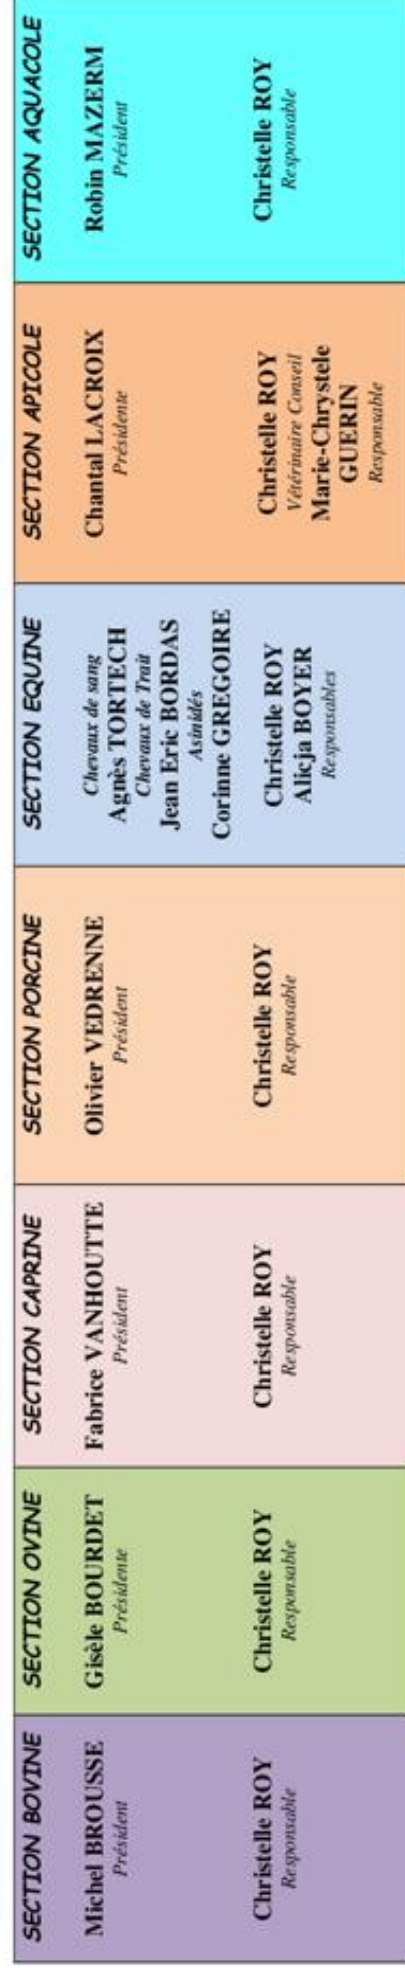 SECTION BOVINE
Michel BROUSSE
Président
Christelle ROY
Responsable
SECTION OVINE
Gisèle BOURDET
Présidente
Christelle ROY
Responsable
SECTION CAPRINE
Fabrice VANHOUTTE
Président
Christelle ROY
Responsable
SECTION PORCINE
Olivier VEDRENNE
Président
Christelle ROY
Responsable
SECTION EQUINE
Chevaux de sang
Agnès TORTECH
Chevaux de Trait
Jean Eric BORDAS
Asinidés
Corinne GREGOIRE
Christelle ROY
Alicja BOYER
Responsables
SECTION APICOLE
Chantal LACROIX
Présidente
Christelle ROY
Vétérinaire Conseil
Marie-Chrystele
GUERIN
Responsable
SECTION AQUACOLE
Robin MAZERM
Président
Christelle ROY
Responsable